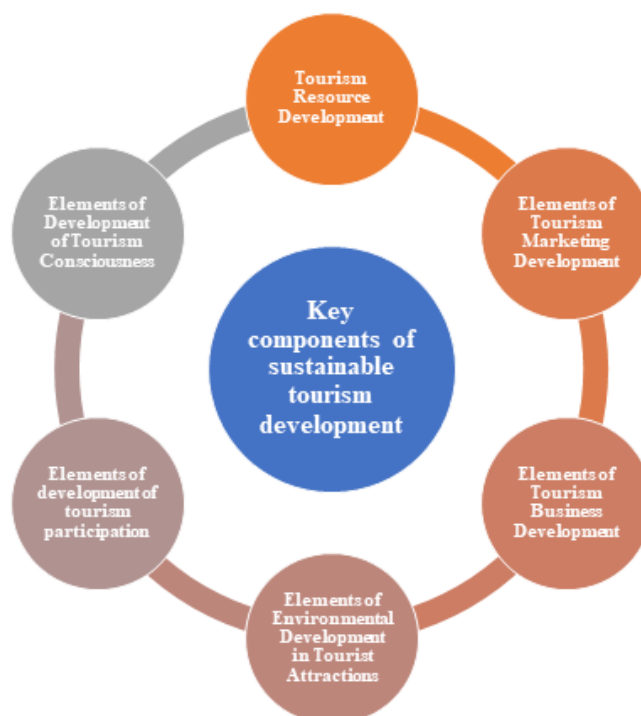 Tourism
Resource
Development
Elements of
Tourism
Marketing
Development
Elements of
Tourism
Business
Development
Elements of
Environmental
Development
in Tourist
Attractions
Elements of
development of
tourism
participation
Elements of
Development
of Tourism
Consciousness
Key
components of
sustainable
tourism
development